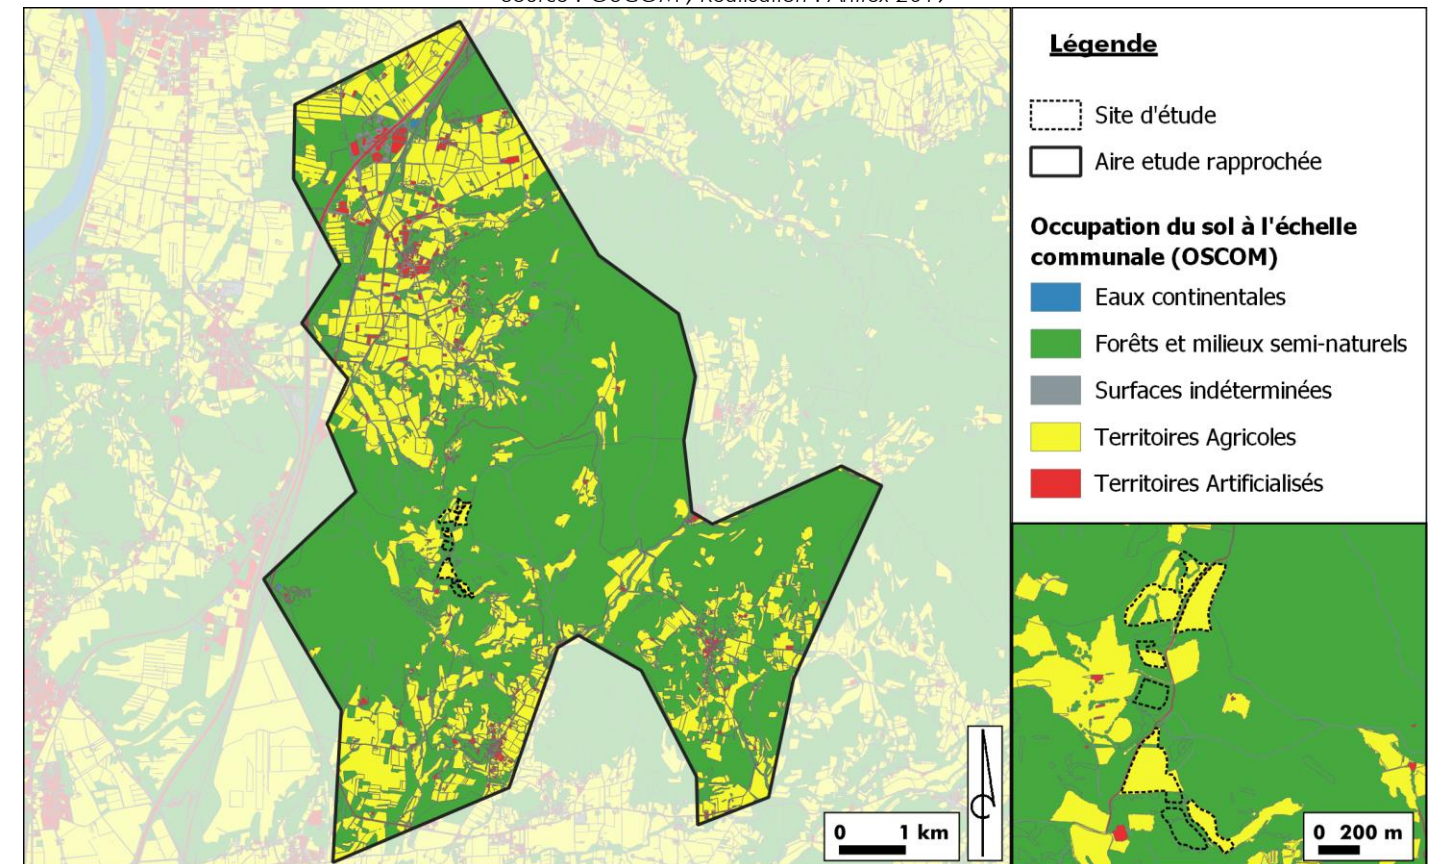 Légende
Site d'étude
Aire etude rapprochée
Occupation du sol à l'échelle
communale (OSCOM)
Eaux continentales
Forêts et milieux semi-naturels
Surfaces indéterminées
Territoires Agricoles
Territoires Artificialisés
0 1 km
0 200 m